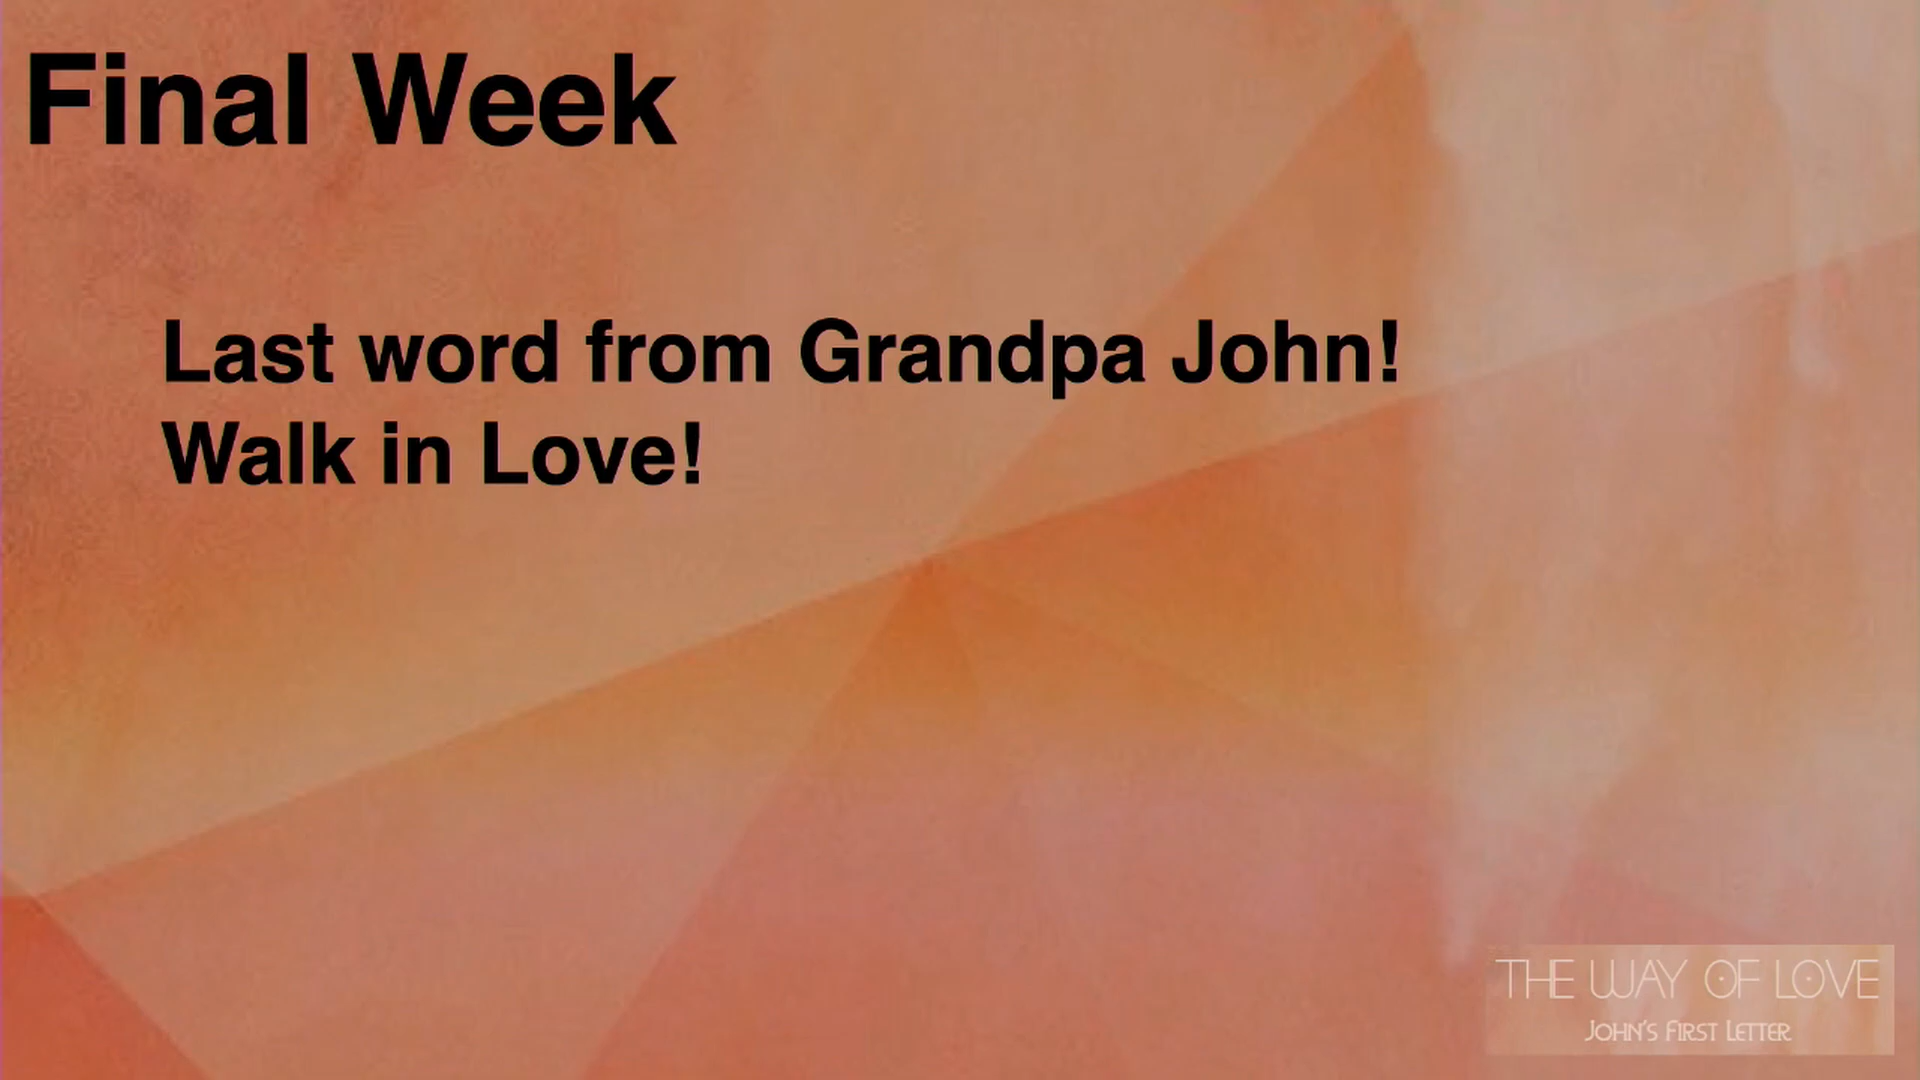 Final Week
Last word from Grandpa John!
Walk in Love!
THE WAY OF LOVE
JOHN'S FIRST LETTER